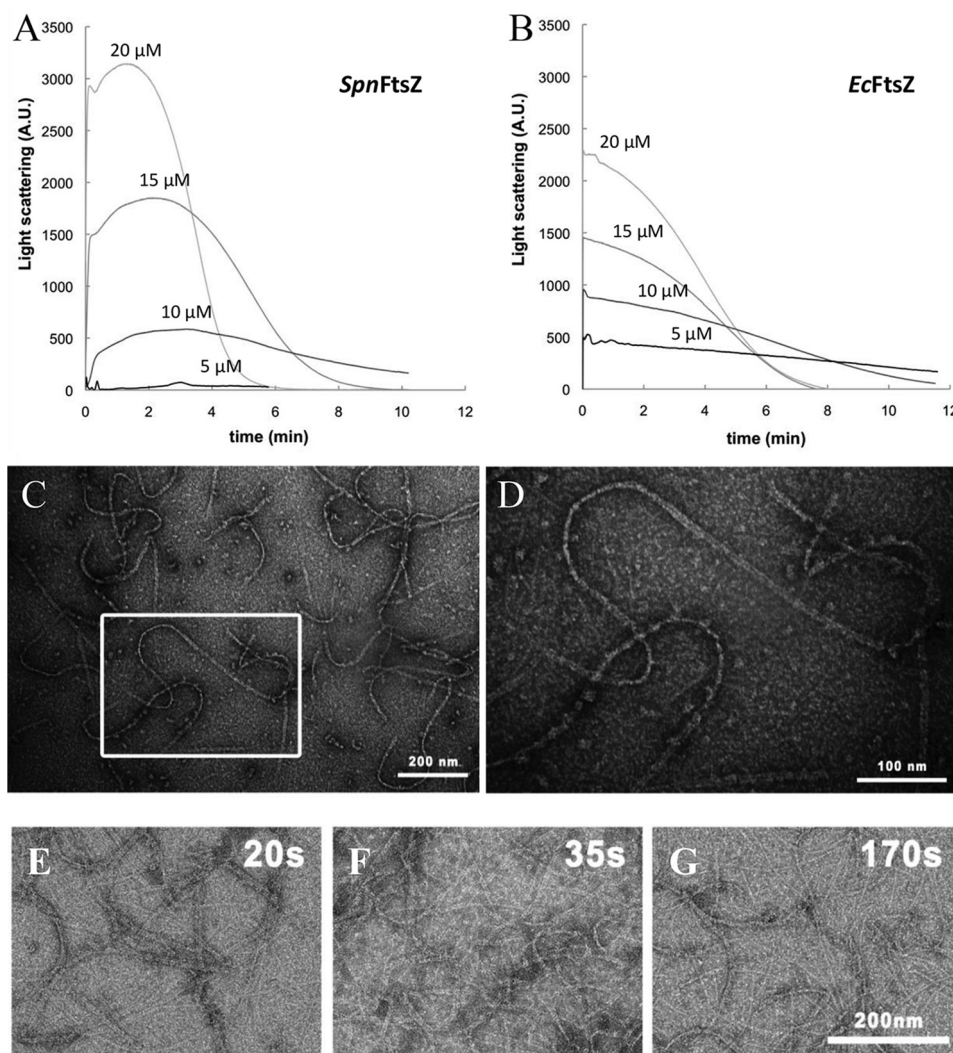 A
3500
3000
2500
2000
1500
1000
500
0
Light scattering (A.U.)
20 µM
15 µM
10 µM
5 µM
SpnFtsZ
0 2 4 6 8 10 12
time (min)
B
3500
3000
2500
2000
1500
1000
500
0
Light scattering (A.U.)
20 µM
15 µM
10 µM
5 µM
EcFtsZ
0 2 4 6 8 10 12
time (min)
C
200 nm
D
100 nm
E 20s
F 35s
G 170s
200nm